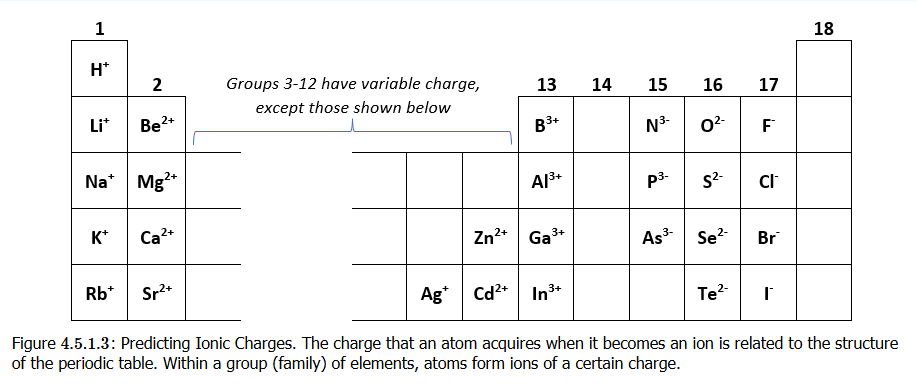 1 18
H⁺
2 Groups 3-12 have variable charge, 13 14 15 16 17
except those shown below
Li⁺ Be²⁺ B³⁺ N³⁻ O²⁻ F⁻
Na⁺ Mg²⁺ Al³⁺ P³⁻ S²⁻ Cl⁻
K⁺ Ca²⁺ Zn²⁺ Ga³⁺ As³⁻ Se²⁻ Br⁻
Rb⁺ Sr²⁺ Ag⁺ Cd²⁺ In³⁺ Te²⁻ I⁻
Figure 4.5.1.3: Predicting Ionic Charges. The charge that an atom acquires when it becomes an ion is related to the structure
of the periodic table. Within a group (family) of elements, atoms form ions of a certain charge.